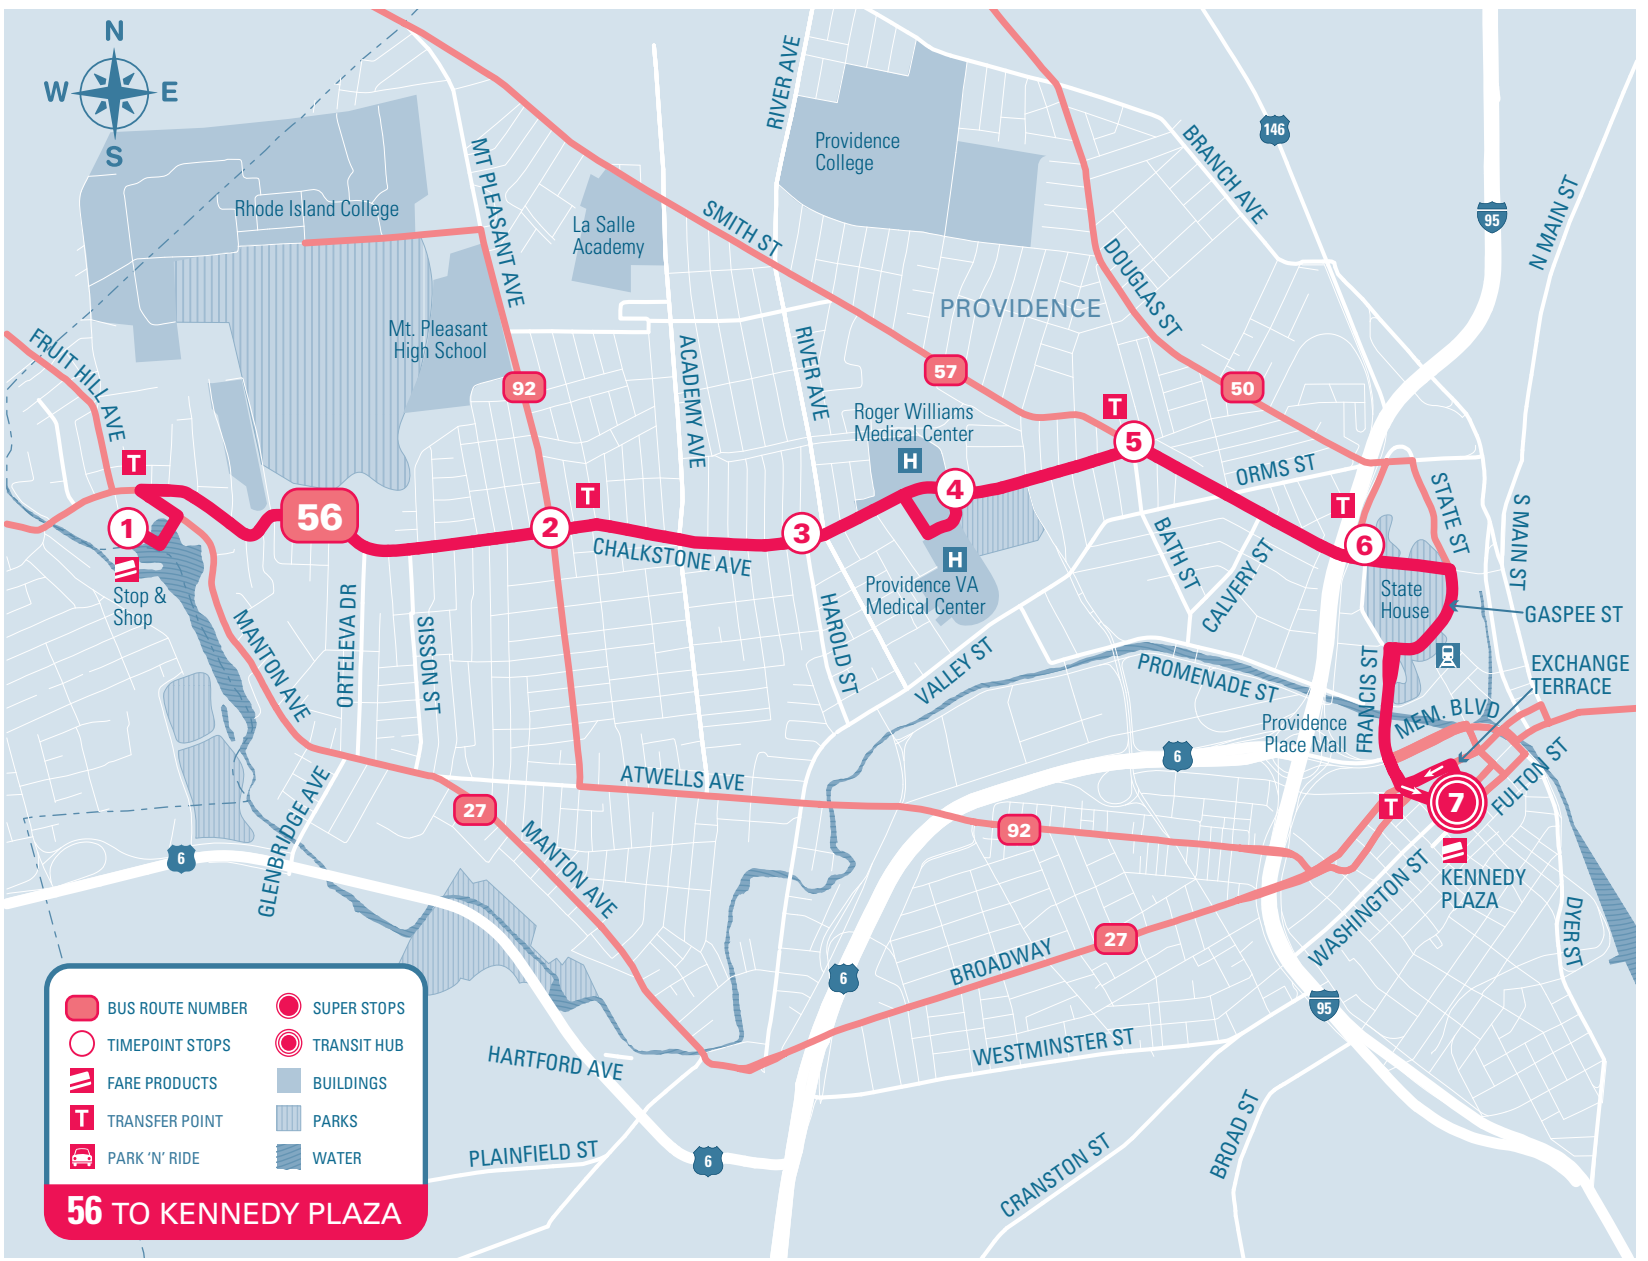 N
W
E
S
RIVER AVE
Providence
College
BRANCH AVE
146
95
N MAIN ST
MT PLEASANT AVE
Rhode Island College
La Salle
Academy
SMITH ST
DOUGLAS ST
PROVIDENCE
Mt. Pleasant
High School
FRUIT HILL AVE
RIVER AVE
ACADEMY AVE
92
57
50
Roger Williams
Medical Center
H
T
5
T
ORMS ST
STATE ST
S MAIN ST
56
1
2
T
3
4
T
6
CHALKSTONE AVE
BATH ST
CALVERY ST
H
Providence VA
Medical Center
State
House
GASPEE ST
Stop &
Shop
MANTON AVE
ORTELEVA DR
SISSON ST
HAROLD ST
VALLEY ST
PROMENADE ST
FRANCIS ST
EXCHANGE
TERRACE
MEM. BLVD
Providence
Place Mall
6
ATWELLS AVE
GLENBRIDGE AVE
27
92
T
7
FULTON ST
6
MANTON AVE
WASHINGTON ST
KENNEDY
PLAZA
27
BROADWAY
DYER ST
6
95
HARTFORD AVE
WESTMINSTER ST
PLAINFIELD ST
6
CRANSTON ST
BROAD ST
BUS ROUTE NUMBER
SUPER STOPS
TIMEPOINT STOPS
TRANSIT HUB
FARE PRODUCTS
BUILDINGS
T
TRANSFER POINT
PARKS
PARK 'N' RIDE
WATER
56 TO KENNEDY PLAZA